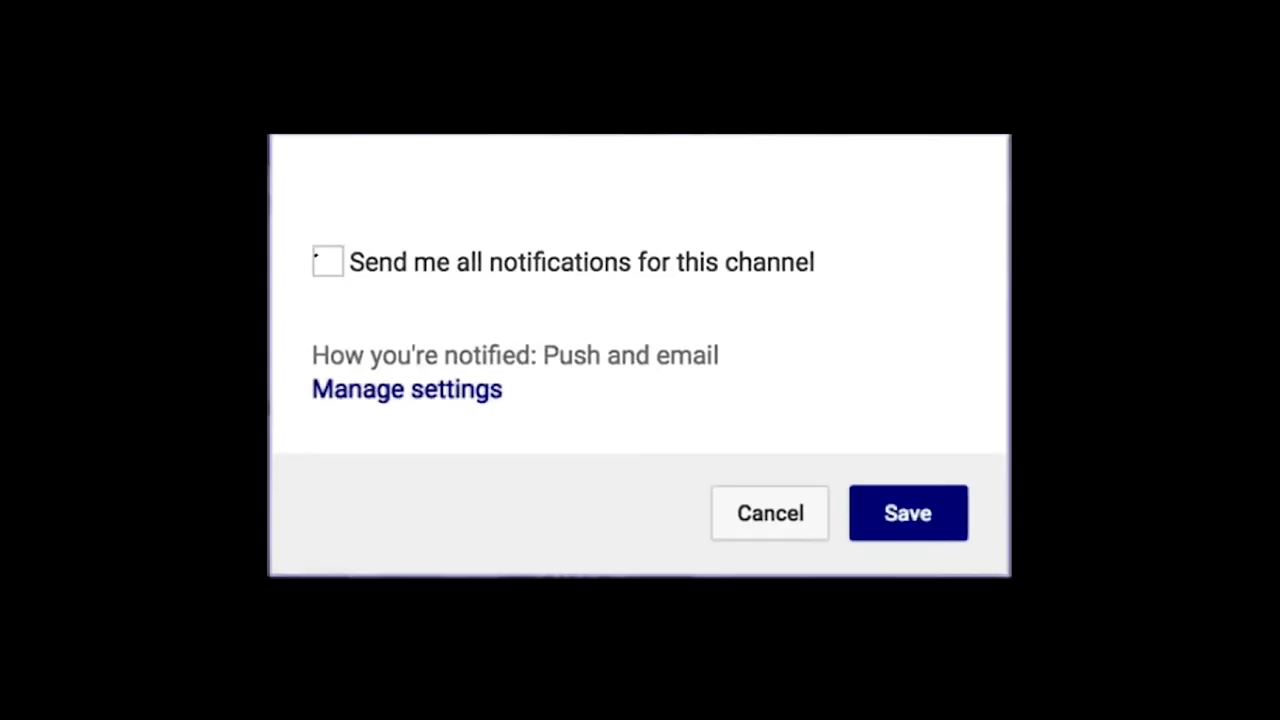 Send me all notifications for this channel
How you're notified: Push and email
Manage settings
Cancel
Save